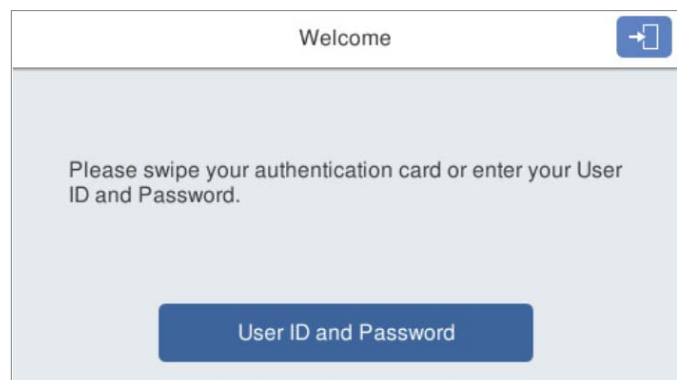 Welcome
Please swipe your authentication card or enter your User
ID and Password.
User ID and Password